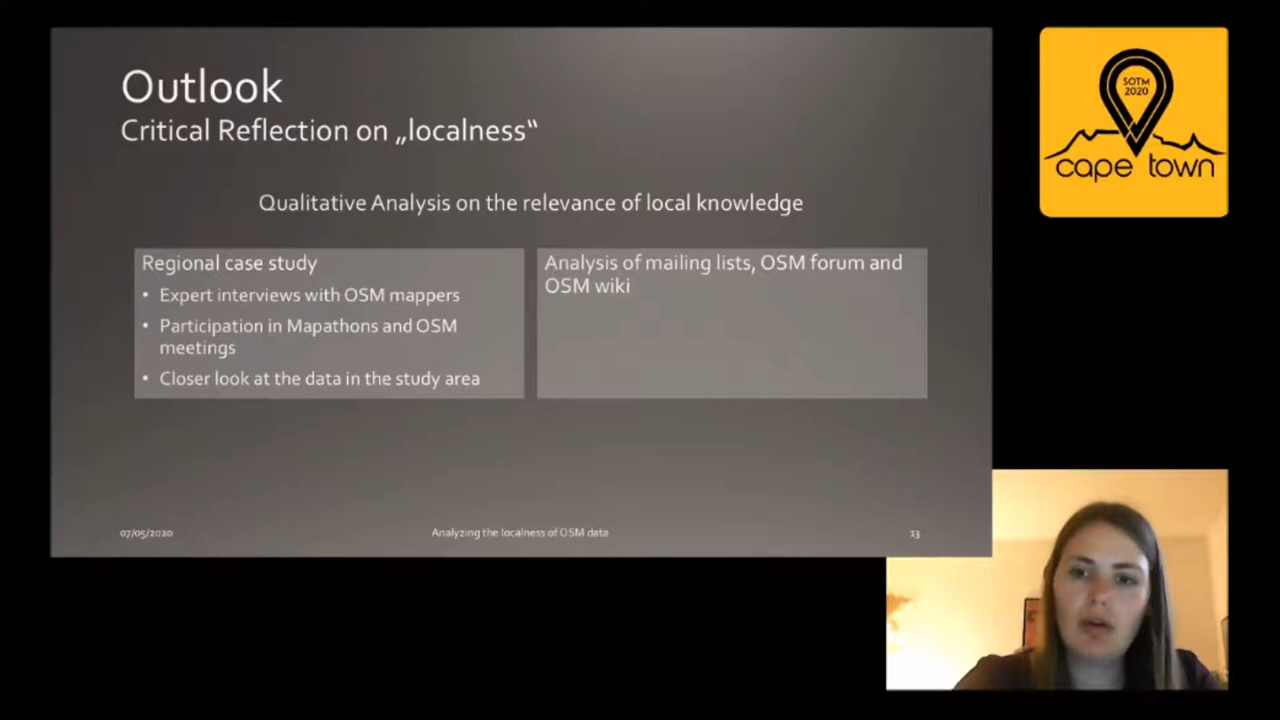 Outlook
Critical Reflection on „localness“
Qualitative Analysis on the relevance of local knowledge
Regional case study
• Expert interviews with OSM mappers
• Participation in Mapathons and OSM
meetings
• Closer look at the data in the study area
Analysis of mailing lists, OSM forum and
OSM wiki
07/05/2020
Analyzing the localness of OSM data
13
SOTM
2020
cape town